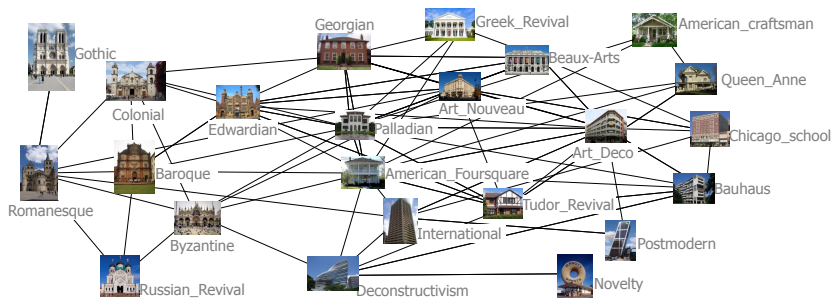 Georgian
Greek_Revival
American_craftsman
Gothic
Beaux-Arts
Queen_Anne
Colonial
Art_Nouveau
Edwardian
Palladian
Chicago_school
Art_Deco
Baroque
American_Foursquare
Bauhaus
Romanesque
Tudor_Revival
International
Byzantine
Postmodern
Russian_Revival
Deconstructivism
Novelty